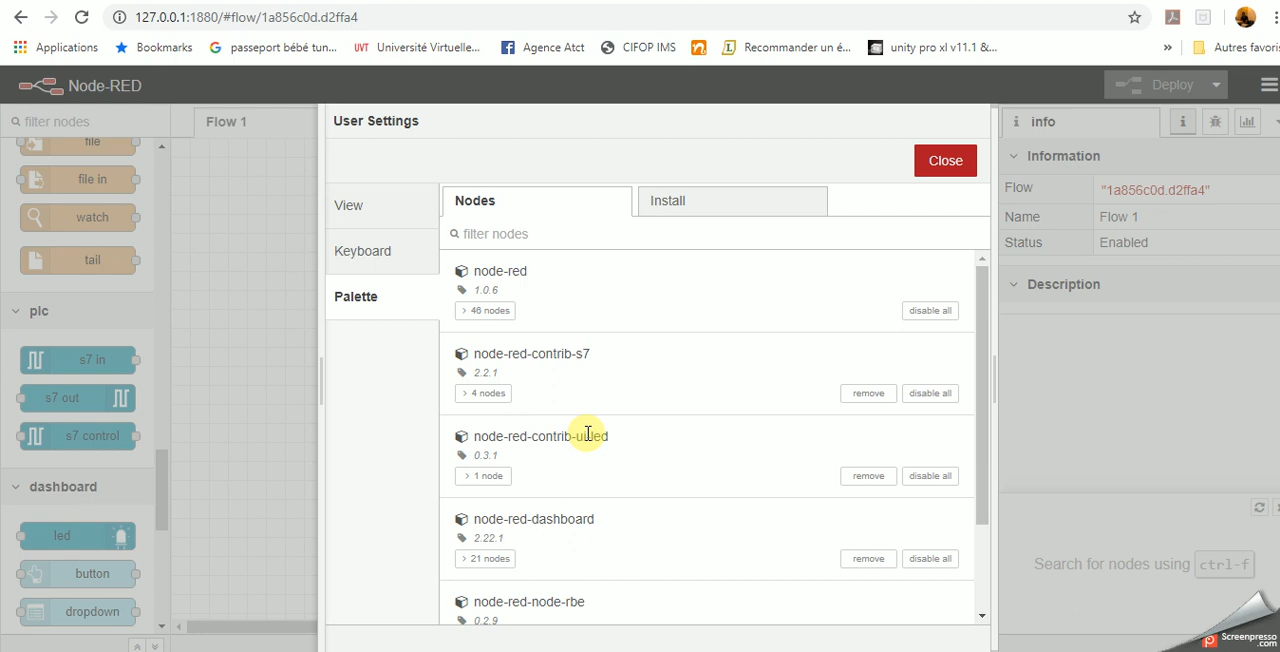 127.0.0.1:1880/#flow/1a856c0d.d2ffa4
Applications Bookmarks passeport bébé tun... UVT Université Virtuelle... Agence Atct CIFOP IMS L Recommander un é... unity pro xl v11.1 &... » Autres favoris
Node-RED Deploy
filter nodes Flow 1 User Settings i info i
file
file in
watch
tail
plc
s7 in
s7 out
s7 control
dashboard
led
button
dropdown
Close
View
Keyboard
Palette
Nodes Install
filter nodes
node-red
1.0.6
> 46 nodes disable all
node-red-contrib-s7
2.2.1
> 4 nodes remove disable all
0.3.1
> 1 node remove disable all
node-red-dashboard
2.22.1
> 21 nodes remove disable all
node-red-node-rbe
0.2.9
Information
Flow "1a856c0d.d2ffa4"
Name Flow 1
Status Enabled
Description
Search for nodes using ctrl-f
Screenpresso
.com